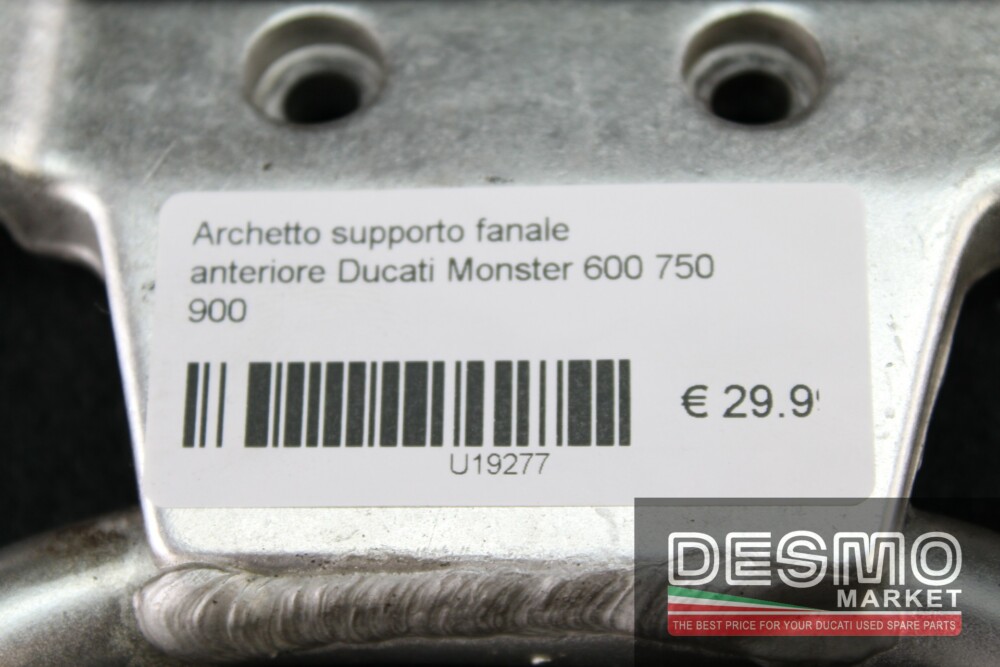 Archetto supporto fanale
anteriore Ducati Monster 600 750
900
€ 29.9
U19277
DESMO
MARKET
THE BEST PRICE FOR YOUR DUCATI USED SPARE PARTS